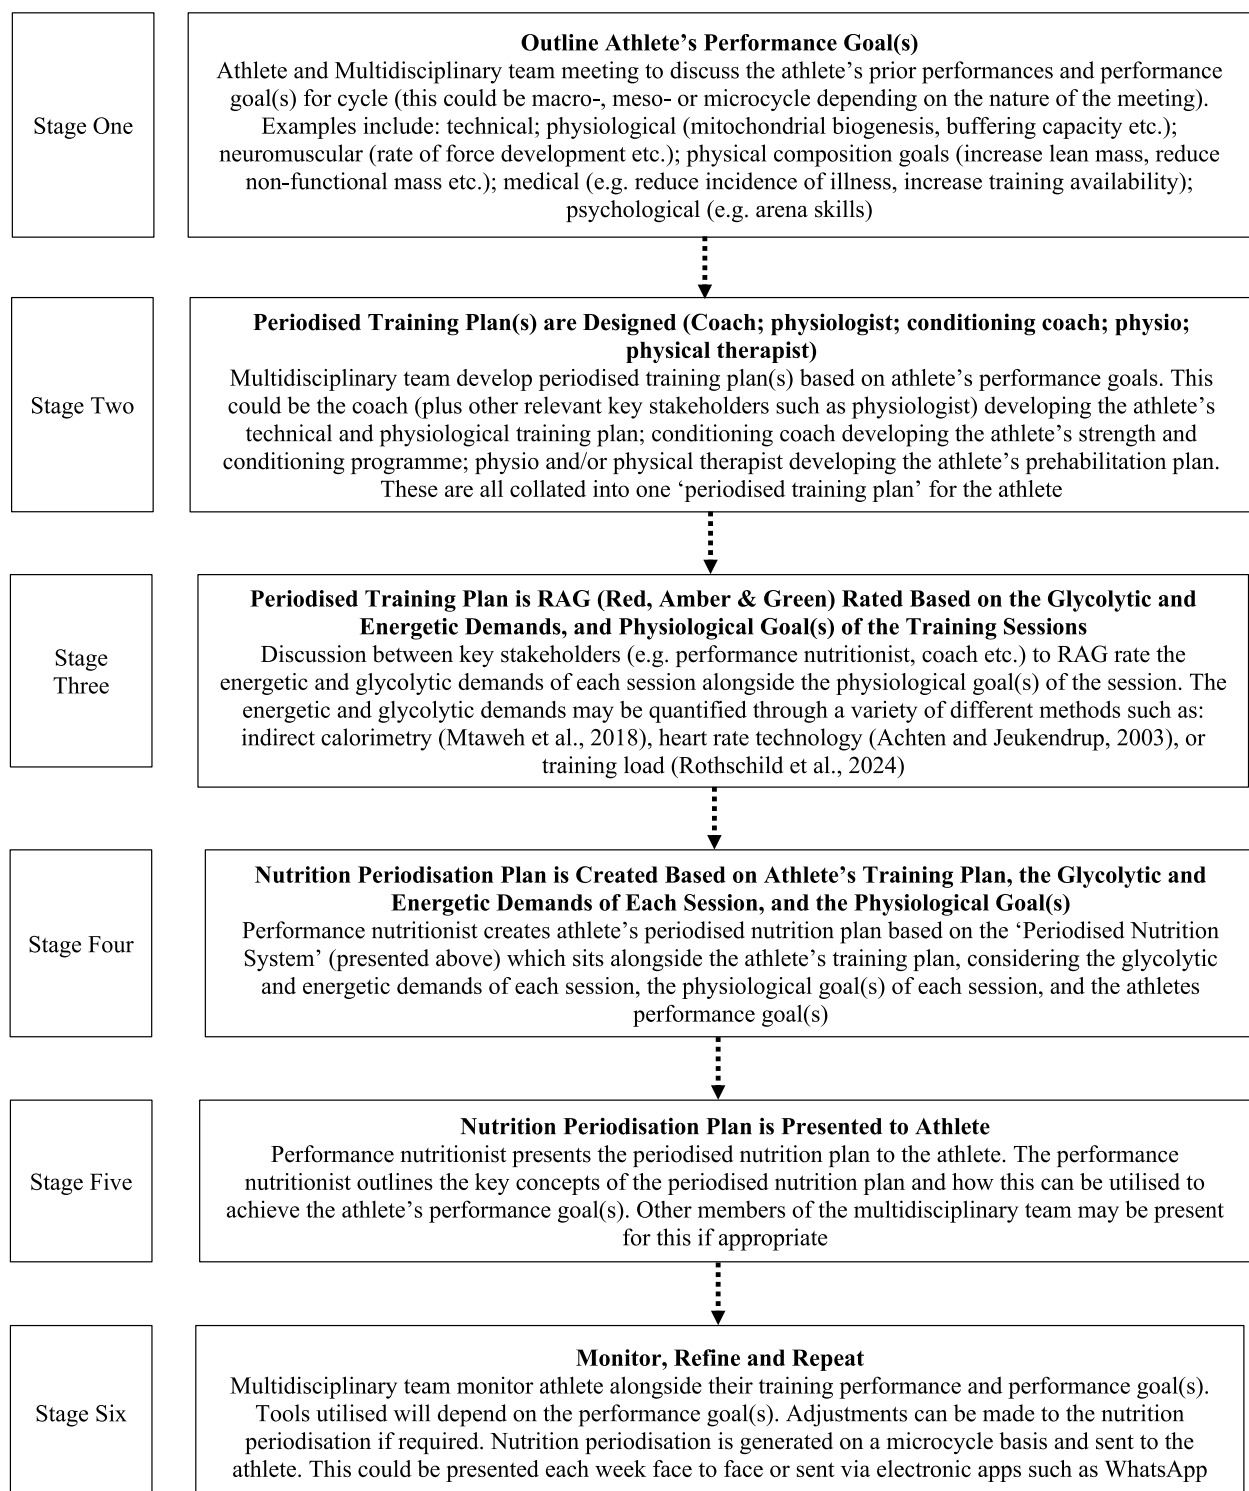 Outline Athlete's Performance Goal(s)
Athlete and Multidisciplinary team meeting to discuss the athlete's prior performances and performance
goal(s) for cycle (this could be macro-, meso- or microcycle depending on the nature of the meeting).
Stage One
Examples include: technical; physiological (mitochondrial biogenesis, buffering capacity etc.);
neuromuscular (rate of force development etc.); physical composition goals (increase lean mass, reduce
non-functional mass etc.); medical (e.g. reduce incidence of illness, increase training availability);
psychological (e.g. arena skills)
Periodised Training Plan(s) are Designed (Coach; physiologist; conditioning coach; physio;
physical therapist)
Multidisciplinary team develop periodised training plan(s) based on athlete's performance goals. This
Stage Two
could be the coach (plus other relevant key stakeholders such as physiologist) developing the athlete's
technical and physiological training plan; conditioning coach developing the athlete's strength and
conditioning programme; physio and/or physical therapist developing the athlete's prehabilitation plan.
These are all collated into one 'periodised training plan' for the athlete
Periodised Training Plan is RAG (Red, Amber & Green) Rated Based on the Glycolytic and
Energetic Demands, and Physiological Goal(s) of the Training Sessions
Stage
Three
Discussion between key stakeholders (e.g. performance nutritionist, coach etc.) to RAG rate the
energetic and glycolytic demands of each session alongside the physiological goal(s) of the session. The
energetic and glycolytic demands may be quantified through a variety of different methods such as:
indirect calorimetry (Mtaweh et al., 2018), heart rate technology (Achten and Jeukendrup, 2003), or
training load (Rothschild et al., 2024)
Nutrition Periodisation Plan is Created Based on Athlete's Training Plan, the Glycolytic and
Energetic Demands of Each Session, and the Physiological Goal(s)
Stage Four
Performance nutritionist creates athlete's periodised nutrition plan based on the 'Periodised Nutrition
System' (presented above) which sits alongside the athlete's training plan, considering the glycolytic
and energetic demands of each session, the physiological goal(s) of each session, and the athletes
performance goal(s)
Nutrition Periodisation Plan is Presented to Athlete
Stage Five
Performance nutritionist presents the periodised nutrition plan to the athlete. The performance
nutritionist outlines the key concepts of the periodised nutrition plan and how this can be utilised to
achieve the athlete's performance goal(s). Other members of the multidisciplinary team may be present
for this if appropriate
Monitor, Refine and Repeat
Stage Six
Multidisciplinary team monitor athlete alongside their training performance and performance goal(s).
Tools utilised will depend on the performance goal(s). Adjustments can be made to the nutrition
periodisation if required. Nutrition periodisation is generated on a microcycle basis and sent to the
athlete. This could be presented each week face to face or sent via electronic apps such as WhatsApp